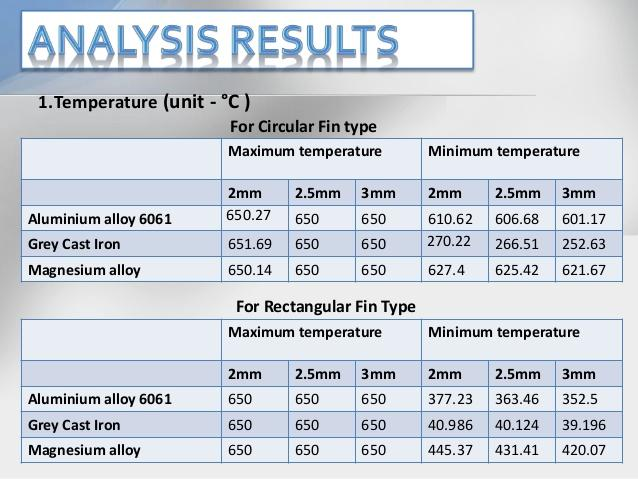 ANALYSIS RESULTS
1.Temperature (unit - °C )
For Circular Fin type
Maximum temperature Minimum temperature
2mm 2.5mm 3mm 2mm 2.5mm 3mm
Aluminium alloy 6061 650.27 650 650 610.62 606.68 601.17
Grey Cast Iron 651.69 650 650 270.22 266.51 252.63
Magnesium alloy 650.14 650 650 627.4 625.42 621.67
For Rectangular Fin Type
Maximum temperature Minimum temperature
2mm 2.5mm 3mm 2mm 2.5mm 3mm
Aluminium alloy 6061 650 650 650 377.23 363.46 352.5
Grey Cast Iron 650 650 650 40.986 40.124 39.196
Magnesium alloy 650 650 650 445.37 431.41 420.07